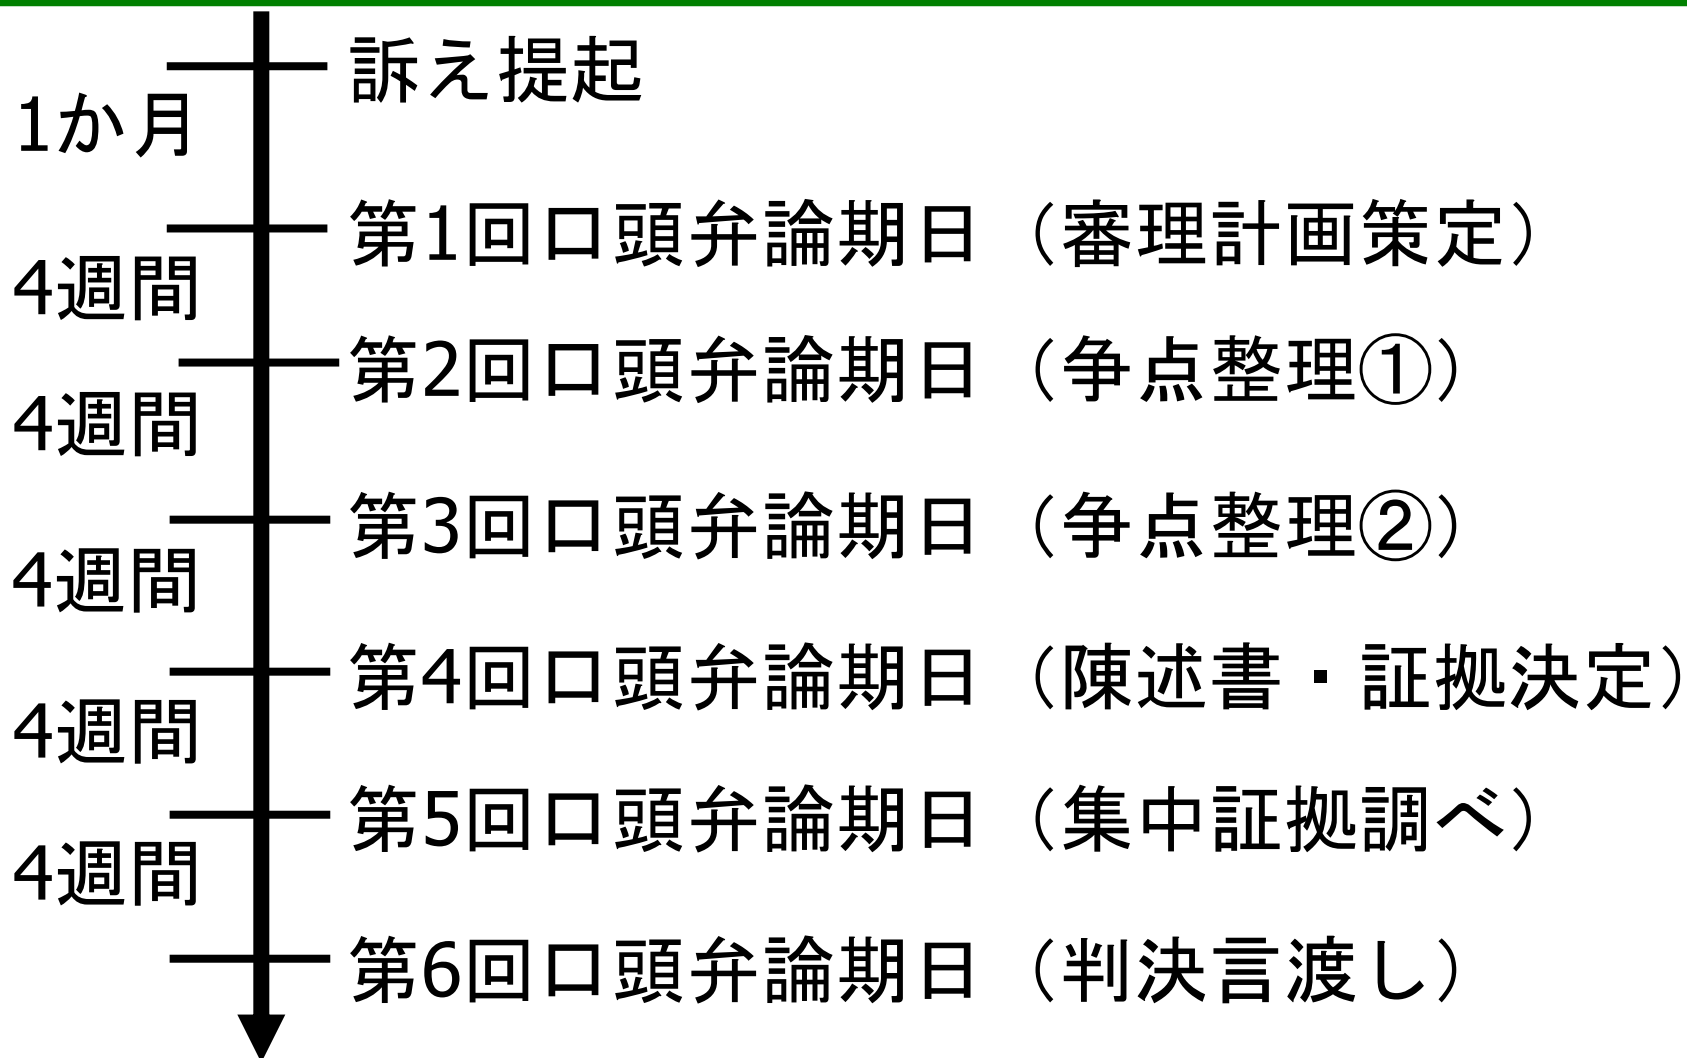 訴え提起
1か月
第1回口頭弁論期日（審理計画策定）
4週間
第2回口頭弁論期日（争点整理①）
4週間
第3回口頭弁論期日（争点整理②）
4週間
第4回口頭弁論期日（陳述書・証拠決定）
4週間
第5回口頭弁論期日（集中証拠調べ）
4週間
第6回口頭弁論期日（判決言渡し）